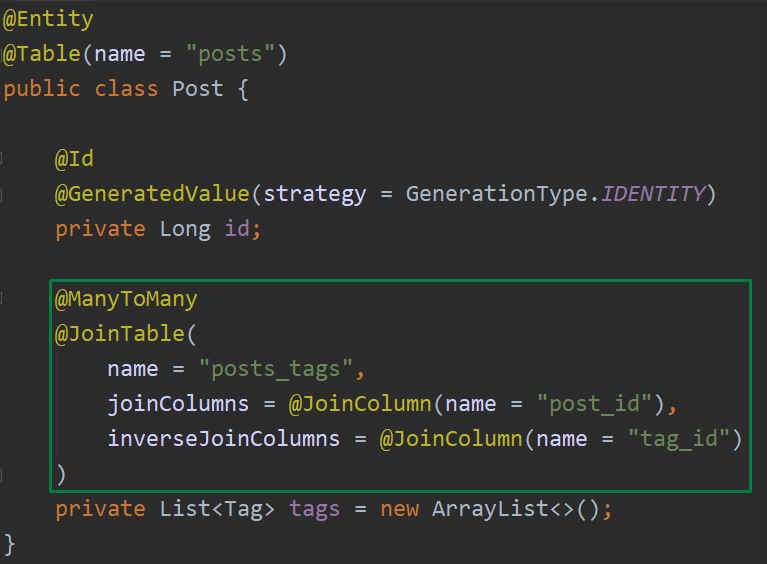 @Entity
@Table(name = "posts")
public class Post {
@Id
@GeneratedValue(strategy = GenerationType.IDENTITY)
private Long id;
@ManyToMany
@JoinTable(
name = "posts_tags",
joinColumns = @JoinColumn(name = "post_id"),
inverseJoinColumns = @JoinColumn(name = "tag_id")
)
private List<Tag> tags = new ArrayList<>();
}